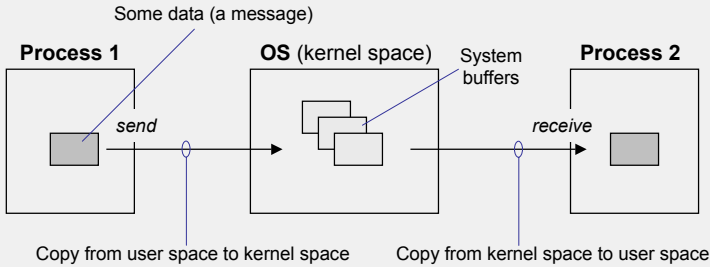 Some data (a message)
Process 1
OS (kernel space)
System
buffers
Process 2
send
receive
Copy from user space to kernel space
Copy from kernel space to user space